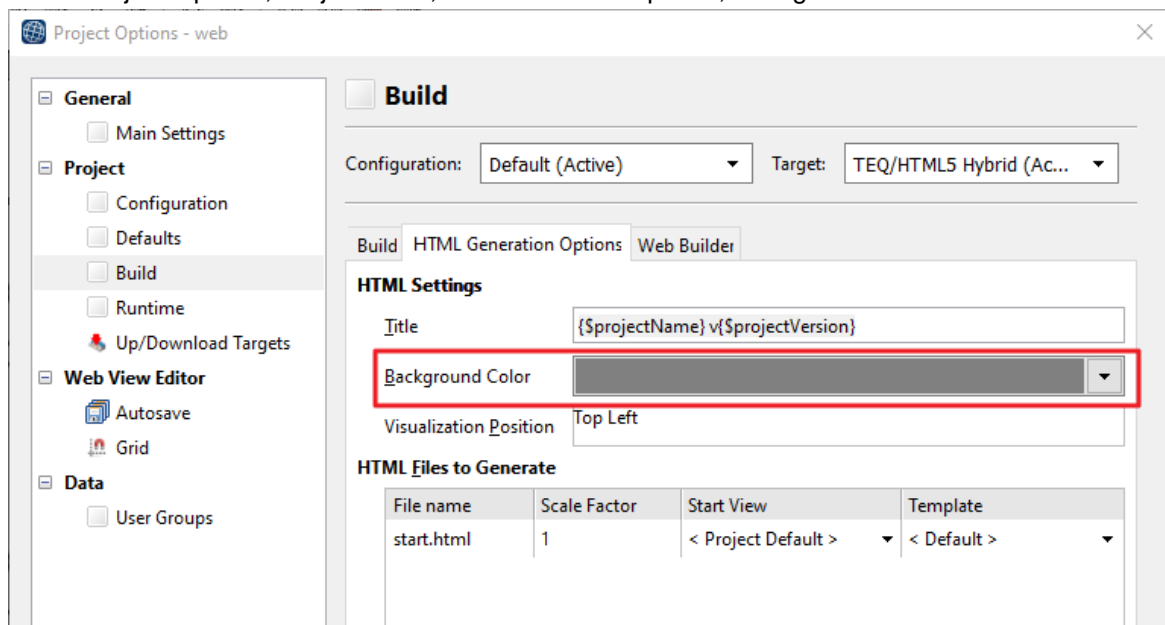 Project Options - web
General
Main Settings
Project
Configuration
Defaults
Build
Runtime
Up/Download Targets
Web View Editor
Autosave
Grid
Data
User Groups
Build
Configuration: Default (Active) Target: TEQ/HTML5 Hybrid (Ac...
Build HTML Generation Options Web Builder
HTML Settings
Title {$projectName} v{$projectVersion}
Background Color
Visualization Position Top Left
HTML Files to Generate
File name Scale Factor Start View Template
start.html 1 < Project Default > < Default >